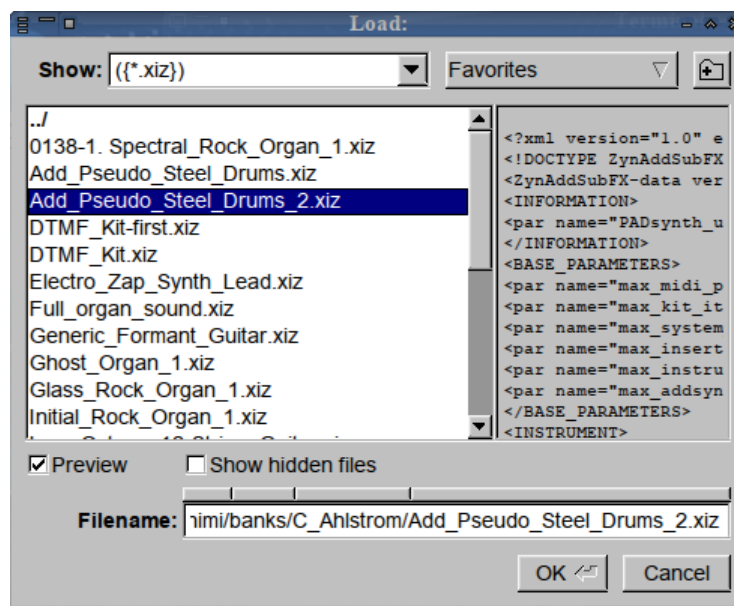 Load:
Show: ({*.xiz})
Favorites
../
0138-1. Spectral_Rock_Organ_1.xiz
Add_Pseudo_Steel_Drums.xiz
Add_Pseudo_Steel_Drums_2.xiz
DTMF_Kit-first.xiz
DTMF_Kit.xiz
Electro_Zap_Synth_Lead.xiz
Full_organ_sound.xiz
Generic_Formant_Guitar.xiz
Ghost_Organ_1.xiz
Glass_Rock_Organ_1.xiz
Initial_Rock_Organ_1.xiz
<?xml version="1.0" e
<!DOCTYPE ZynAddSubFX
<ZynAddSubFX-data ver
<INFORMATION>
<par name="PADsynth_u
</INFORMATION>
<BASE_PARAMETERS>
<par name="max_midi_p
<par name="max_kit_it
<par name="max_system
<par name="max_insert
<par name="max_instru
<par name="max_addsyn
</BASE_PARAMETERS>
<INSTRUMENT>
Preview
Show hidden files
Filename: nimi/banks/C_Ahlstrom/Add_Pseudo_Steel_Drums_2.xiz
OK
Cancel